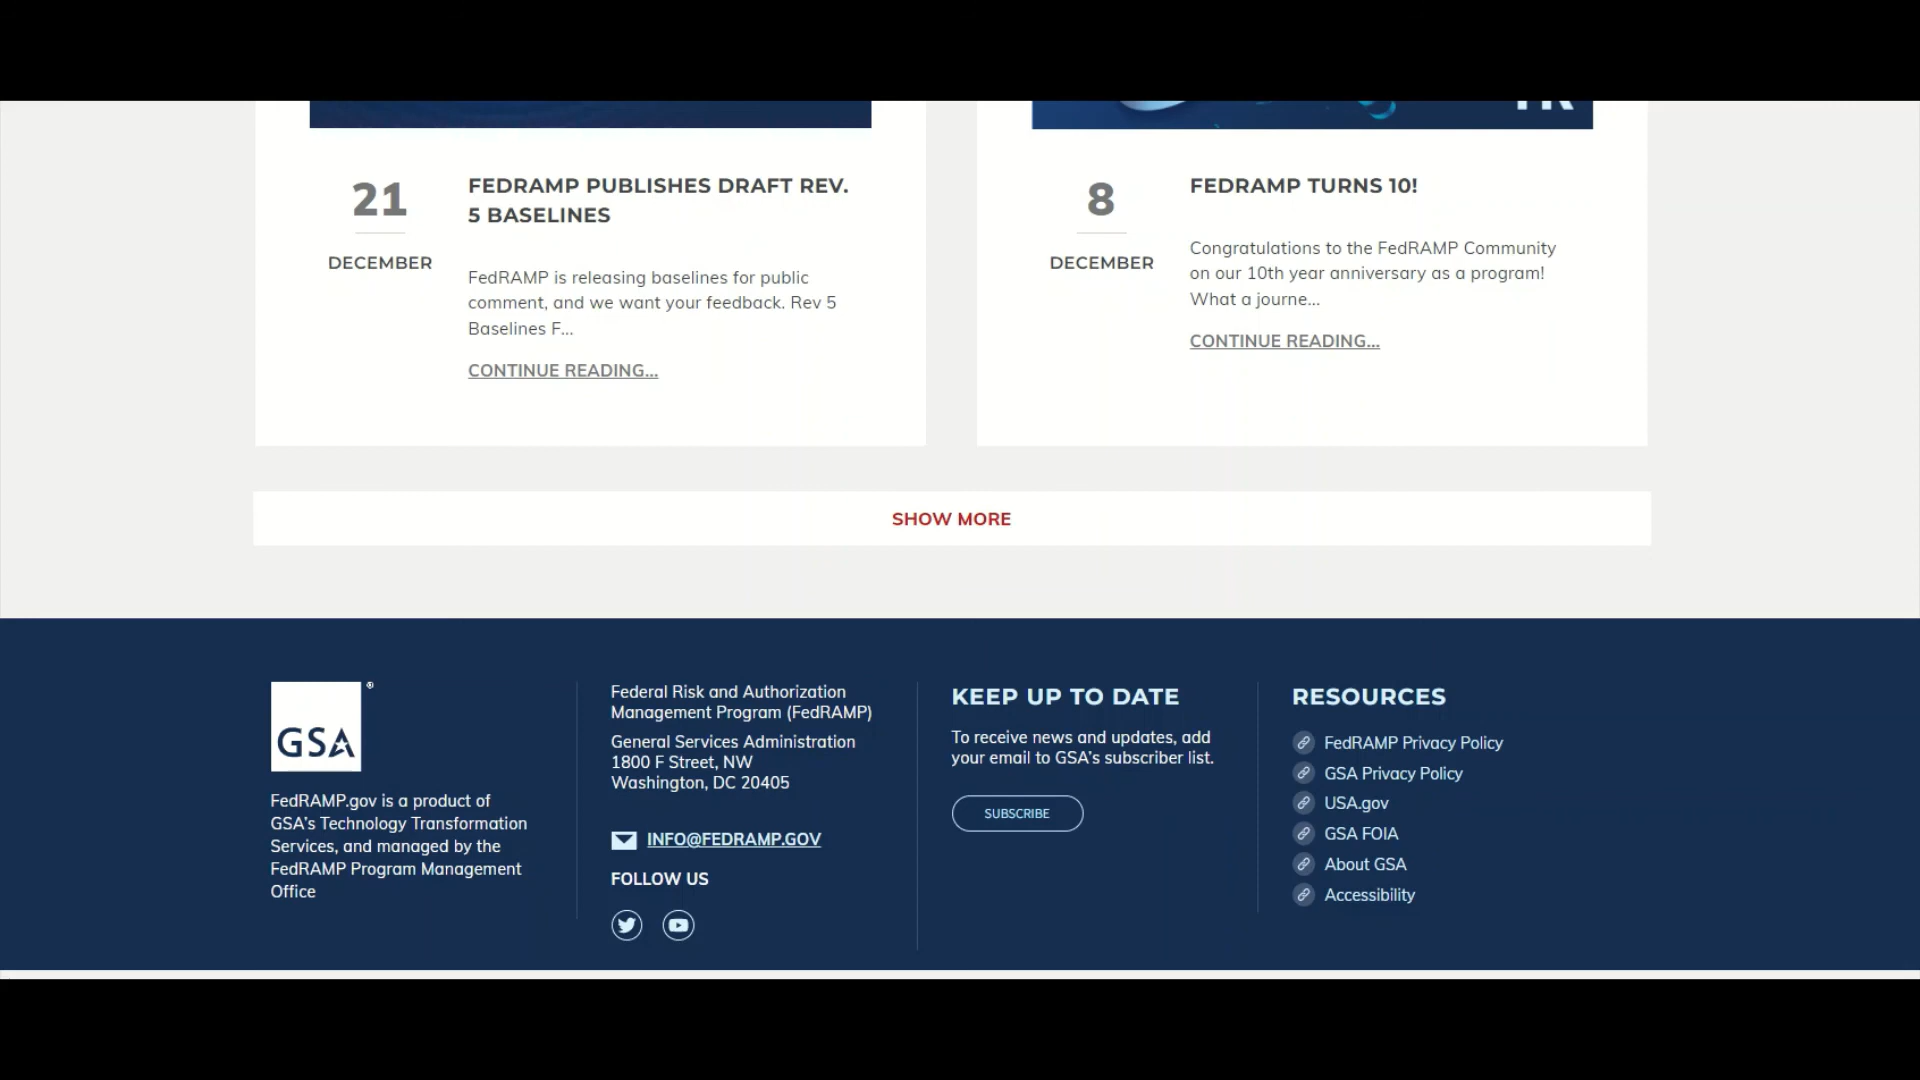 21
DECEMBER
FEDRAMP PUBLISHES DRAFT REV.
5 BASELINES
FedRAMP is releasing baselines for public
comment, and we want your feedback. Rev 5
Baselines F...
CONTINUE READING...
8
DECEMBER
FEDRAMP TURNS 10!
Congratulations to the FedRAMP Community
on our 10th year anniversary as a program!
What a journe...
CONTINUE READING...
SHOW MORE
GSA®
FedRAMP.gov is a product of
GSA's Technology Transformation
Services, and managed by the
FedRAMP Program Management
Office
Federal Risk and Authorization
Management Program (FedRAMP)
General Services Administration
1800 F Street, NW
Washington, DC 20405
INFO@FEDRAMP.GOV
FOLLOW US
KEEP UP TO DATE
To receive news and updates, add
your email to GSA's subscriber list.
SUBSCRIBE
RESOURCES
FedRAMP Privacy Policy
GSA Privacy Policy
USA.gov
GSA FOIA
About GSA
Accessibility